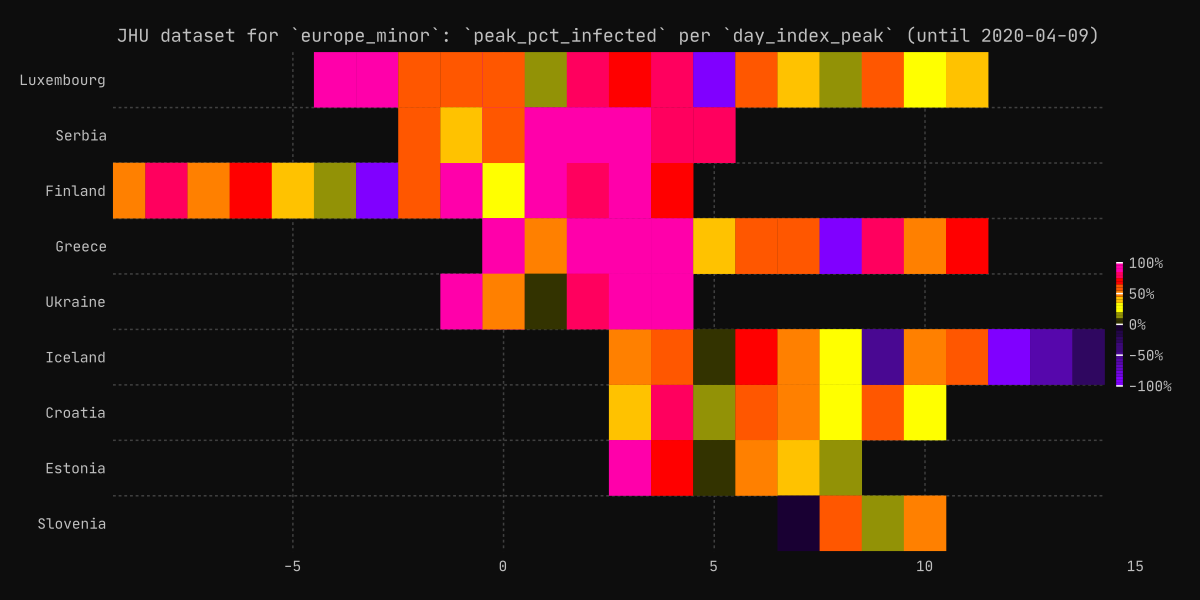 JHU dataset for `europe_minor`: `peak_pct_infected` per `day_index_peak` (until 2020-04-09)
Luxembourg
Serbia
Finland
Greece
Ukraine
Iceland
Croatia
Estonia
Slovenia
100%
50%
0%
−50%
−100%
−5
0
5
10
15